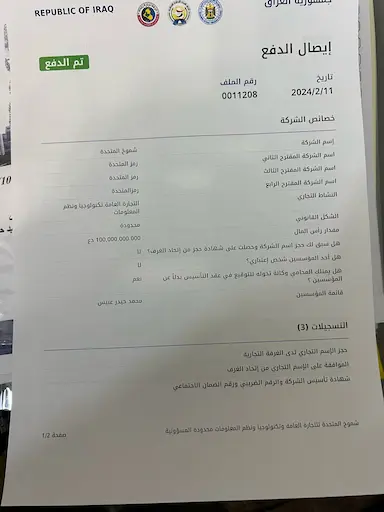 جمهورية العراق
REPUBLIC OF IRAQ
إيصال الدفع
تم الدفع
تاريخ
رقم الملف
2024/2/11
0011208
خصائص الشركة
إسم الشركة
شموخ المتحدة
اسم الشركة المقترح الثاني
رمز المتحدة
اسم الشركة المقترح الثالث
رمز المتحدة
اسم الشركة المقترح الرابع
رمزالمتحدة
النشاط التجاري
التجارة العامة تكنولوجيا ونظم المعلومات
الشكل القانوني
محدودة
مقدار رأس المال
100,000,000,000 دع
هل سبق لك حجز اسم الشركة وحصلت على شهادة حجز من إتحاد الغرف؟
لا
هل أحد المؤسسين شخص إعتباري؟
لا
هل يمتلك المحامي وكالة تخوله للتوقيع في عقد التأسيس بدلاً عن المؤسسين ؟
نعم
قائمة المؤسسين
محمد حيدر عيسى
التسجيلات (3)
حجز الإسم التجاري لدى الغرفة التجارية
الموافقة على الإسم التجاري من إتحاد الغرف
شهادة تأسيس الشركة والرقم الضريبي ورقم الضمان الاجتماعي
شموخ المتحدة للتجارة العامة وتكنولوجيا ونظم المعلومات محدودة المسؤولية
صفحة 1/2